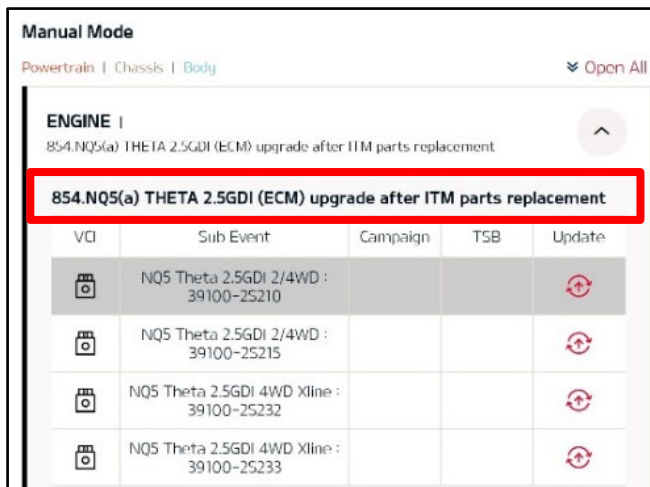 Manual Mode
Powertrain | Chassis | Body
Open All
ENGINE |
854.NQ5(a) THETA 2.5GDI (ECM) upgrade after ITM parts replacement
854.NQ5(a) THETA 2.5GDI (ECM) upgrade after ITM parts replacement
VCI Sub Event Campaign TSB Update
NQ5 Theta 2.5GDI 2/4WD :
39100-2S210
NQ5 Theta 2.5GDI 2/4WD :
39100-2S215
NQ5 Theta 2.5GDI 4WD Xline :
39100-2S232
NQ5 Theta 2.5GDI 4WD Xline :
39100-2S233